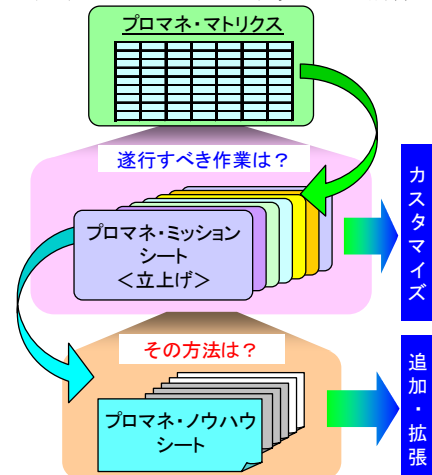 プロマネ・マトリクス
遂行すべき作業は？
プロマネ・ミッション
シート
＜立上げ＞
カスタマイズ
その方法は？
プロマネ・ノウハウ
シート
追加・拡張